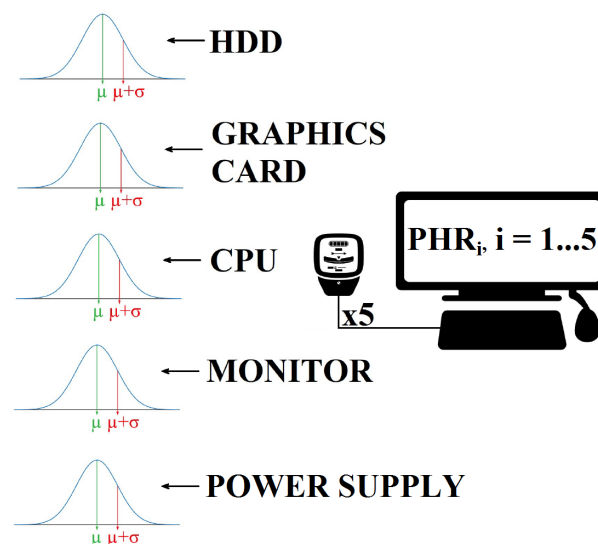 HDD
μ μ+σ
GRAPHICS
CARD
μ μ+σ
CPU
μ μ+σ
MONITOR
μ μ+σ
POWER SUPPLY
μ μ+σ
PHRi, i = 1...5
x5